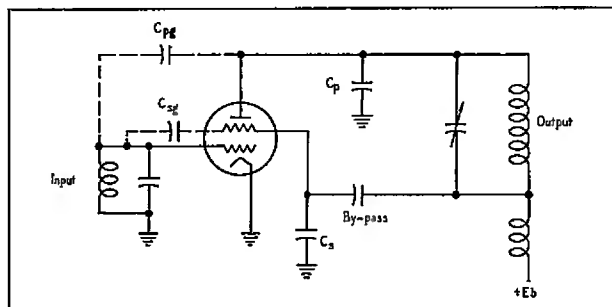 Cpg
Cp
Csg
Output
Input
By-pass
Cs
+Eb